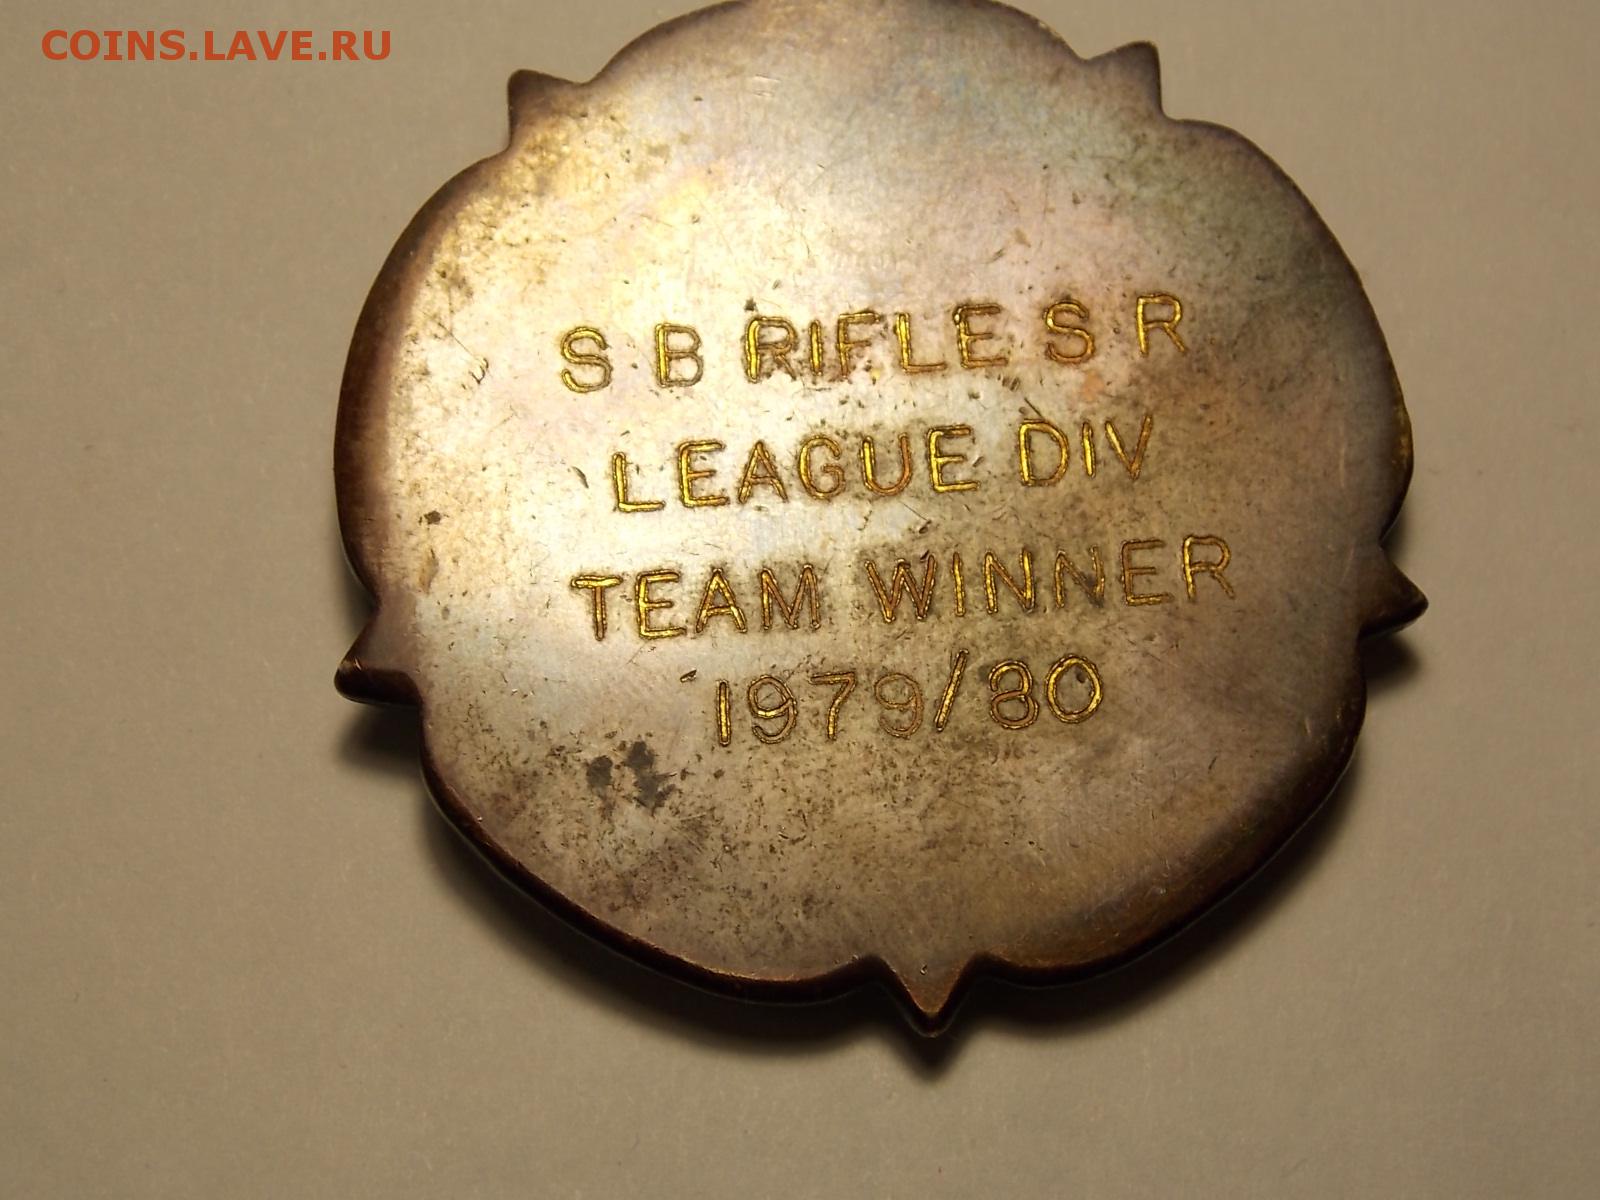 COINS.LAVE.RU
S B RIFLE S R
LEAGUE DIV
TEAM WINNER
1979/80